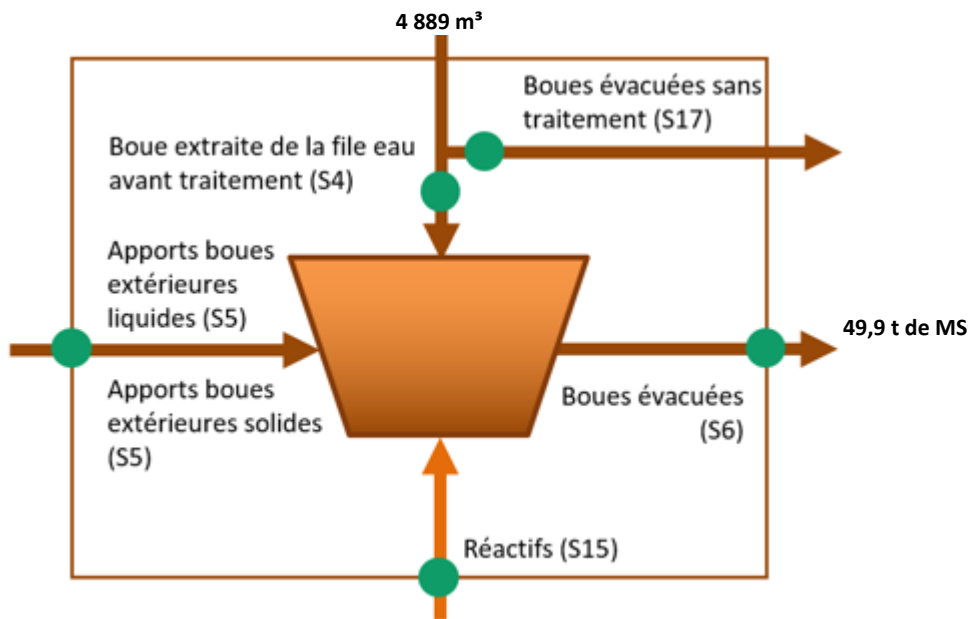 4 889 m³
Boues évacuées sans
traitement (S17)
Boue extraite de la file eau
avant traitement (S4)
Apports boues
extérieures
liquides (S5)
49,9 t de MS
Apports boues
extérieures solides
(S5)
Boues évacuées
(S6)
Réactifs (S15)